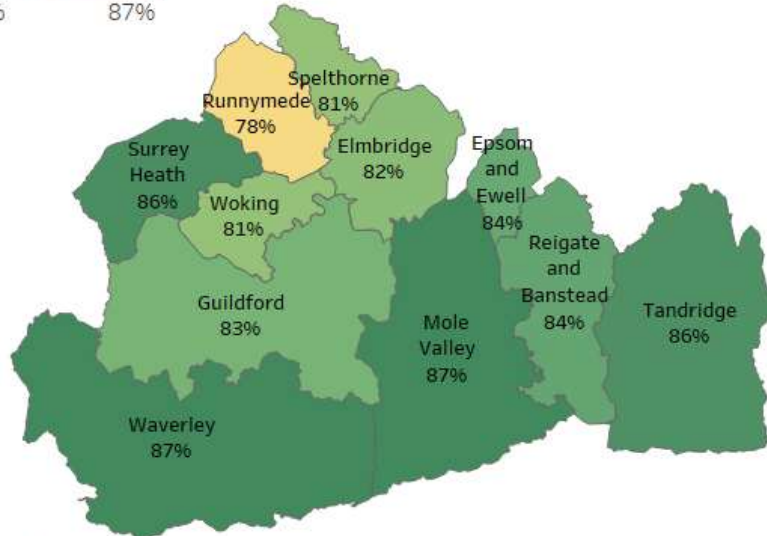 %
87%
Spelthorne
81%
Runnymede
78%
Elmbridge
82%
Epsom
and
Ewell
84%
Surrey
Heath
86%
Woking
81%
Reigate
and
Banstead
84%
Guildford
83%
Mole
Valley
87%
Tandridge
86%
Waverley
87%